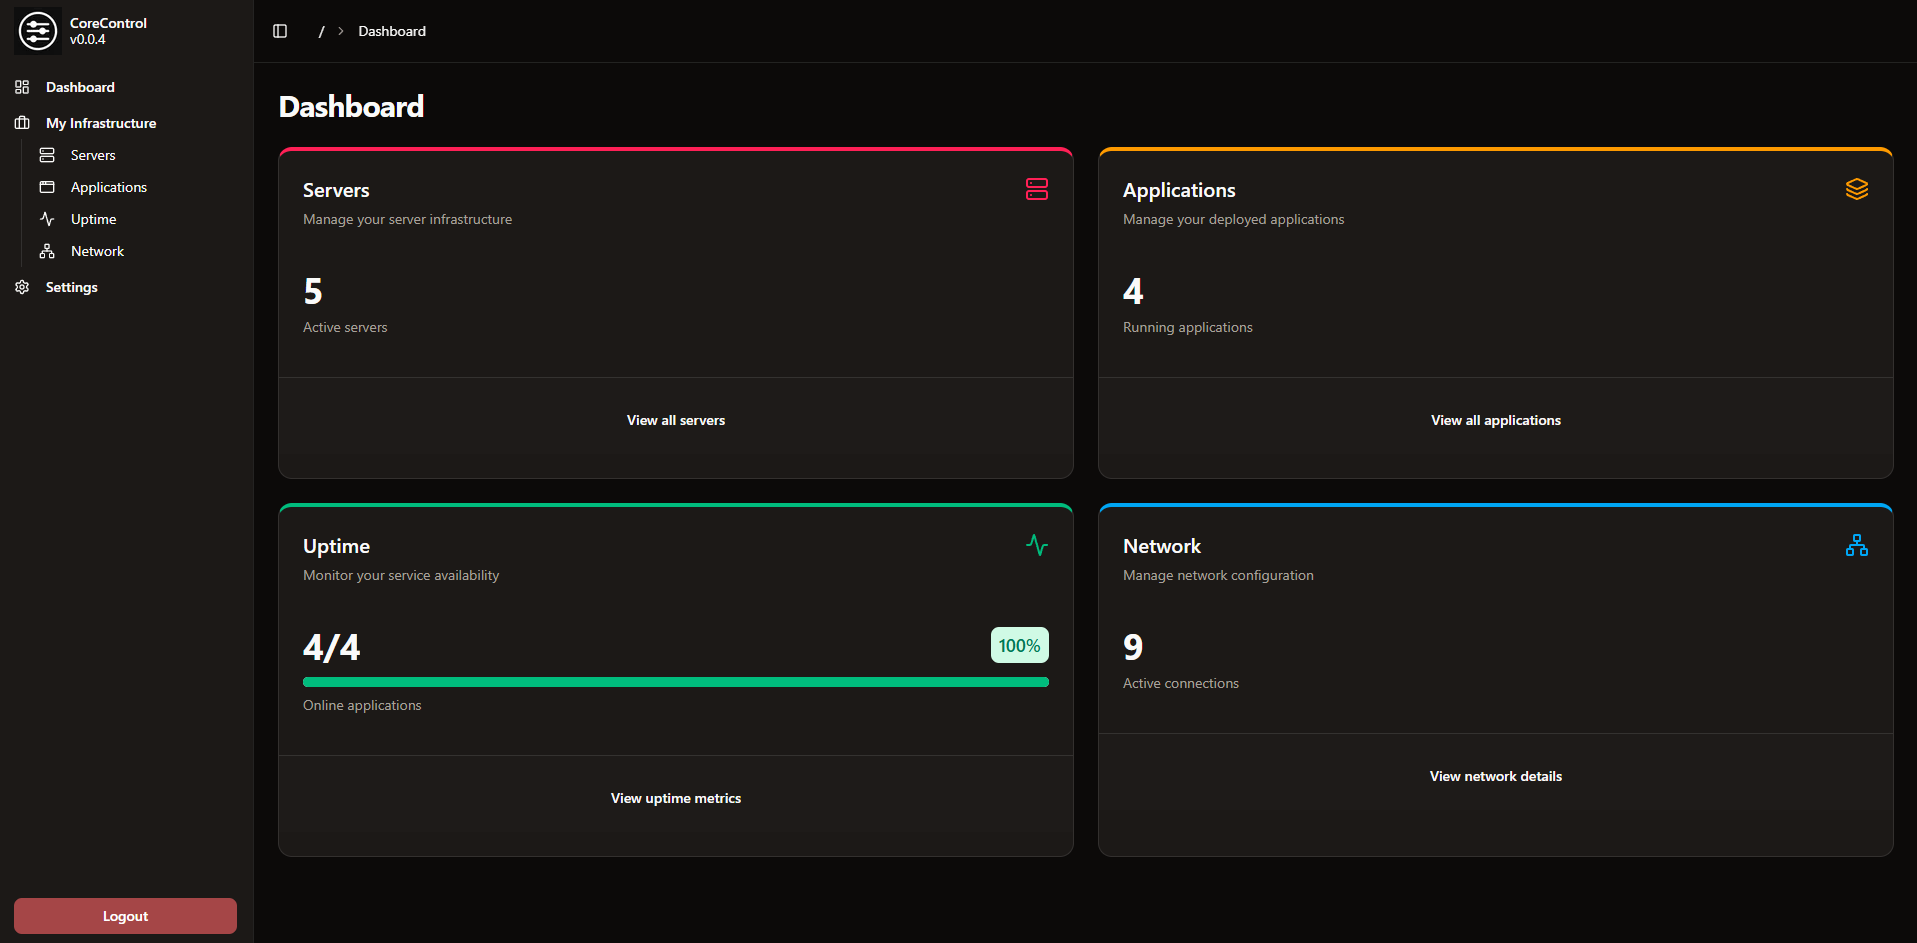 CoreControl
v0.0.4
Dashboard
My Infrastructure
Servers
Applications
Uptime
Network
Settings
Logout
/ > Dashboard
Dashboard
Servers
Manage your server infrastructure
5
Active servers
View all servers
Applications
Manage your deployed applications
4
Running applications
View all applications
Uptime
Monitor your service availability
4/4
100%
Online applications
View uptime metrics
Network
Manage network configuration
9
Active connections
View network details